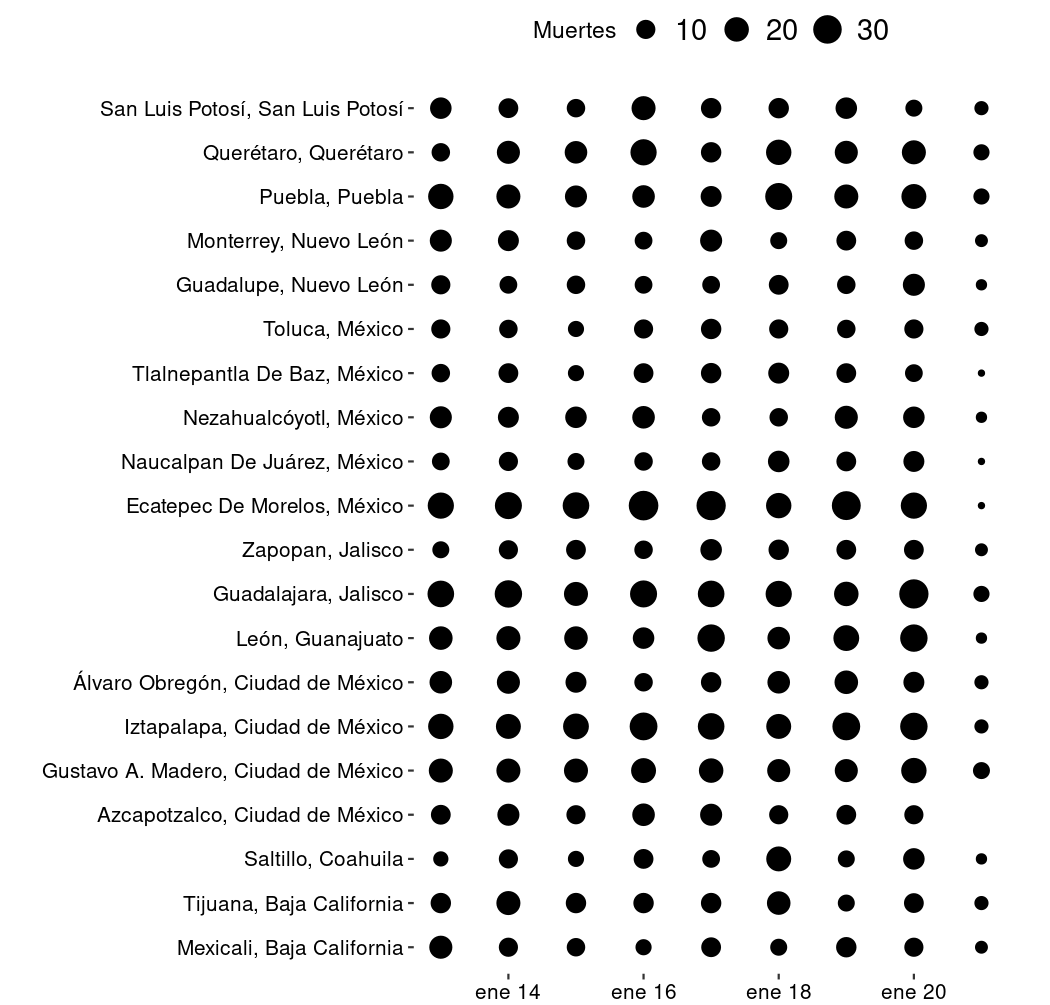 Muertes 10 20 30
San Luis Potosí, San Luis Potosí
Querétaro, Querétaro
Puebla, Puebla
Monterrey, Nuevo León
Guadalupe, Nuevo León
Toluca, México
Tlalnepantla De Baz, México
Nezahualcóyotl, México
Naucalpan De Juárez, México
Ecatepec De Morelos, México
Zapopan, Jalisco
Guadalajara, Jalisco
León, Guanajuato
Álvaro Obregón, Ciudad de México
Iztapalapa, Ciudad de México
Gustavo A. Madero, Ciudad de México
Azcapotzalco, Ciudad de México
Saltillo, Coahuila
Tijuana, Baja California
Mexicali, Baja California
ene 14 ene 16 ene 18 ene 20